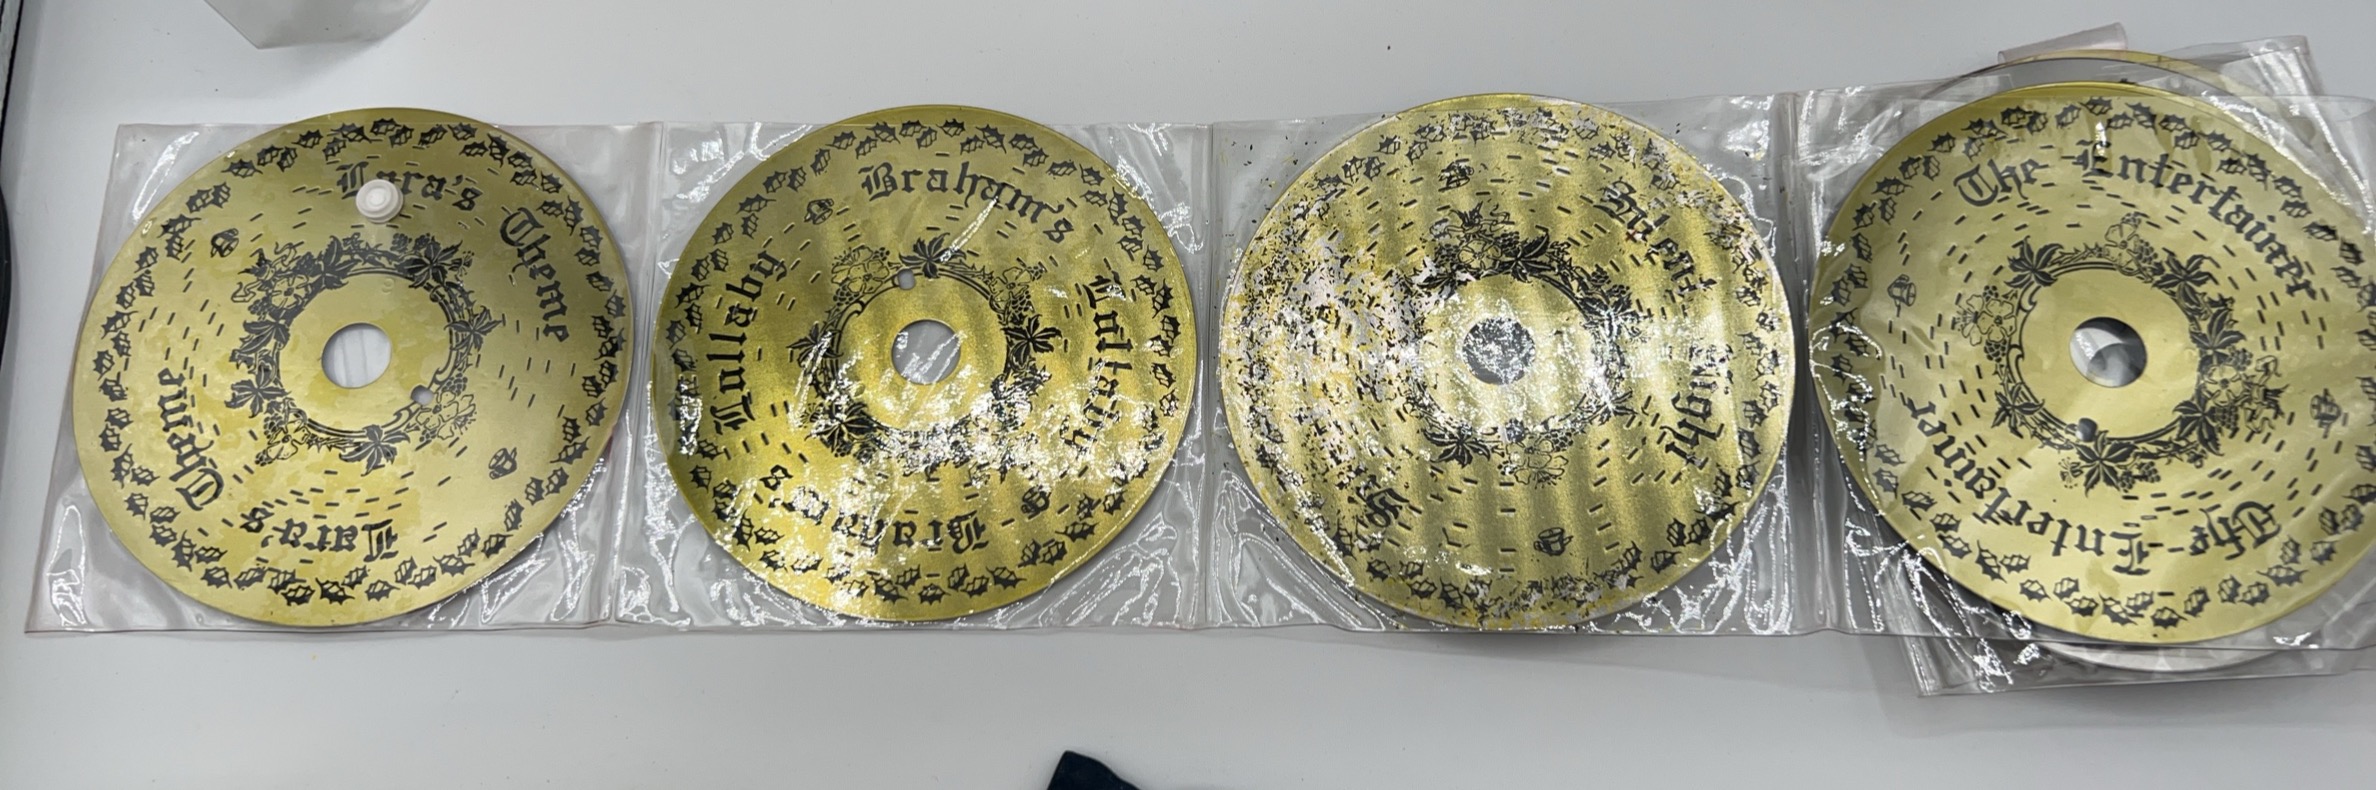 Lara's Theme
Lara's Theme
Braham's Lullaby
Braham's Lullaby
Silent Night
The Entertainer
The Entertainer